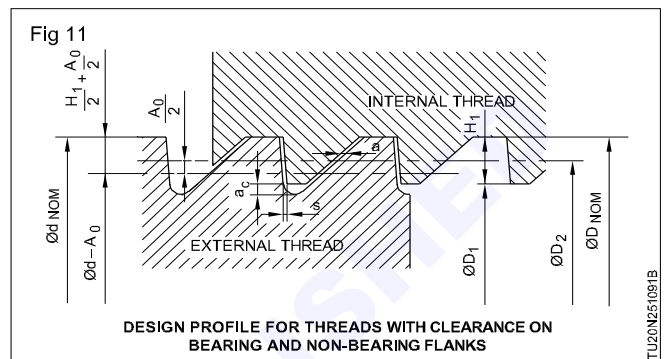 Fig 11
H1/2 + A0/2
A0/2
INTERNAL THREAD
H1
a
ac
s
EXTERNAL THREAD
Ød NOM
Ød – A0
ØD1
ØD2
ØD NOM
DESIGN PROFILE FOR THREADS WITH CLEARANCE ON
BEARING AND NON-BEARING FLANKS
TU20N251091B